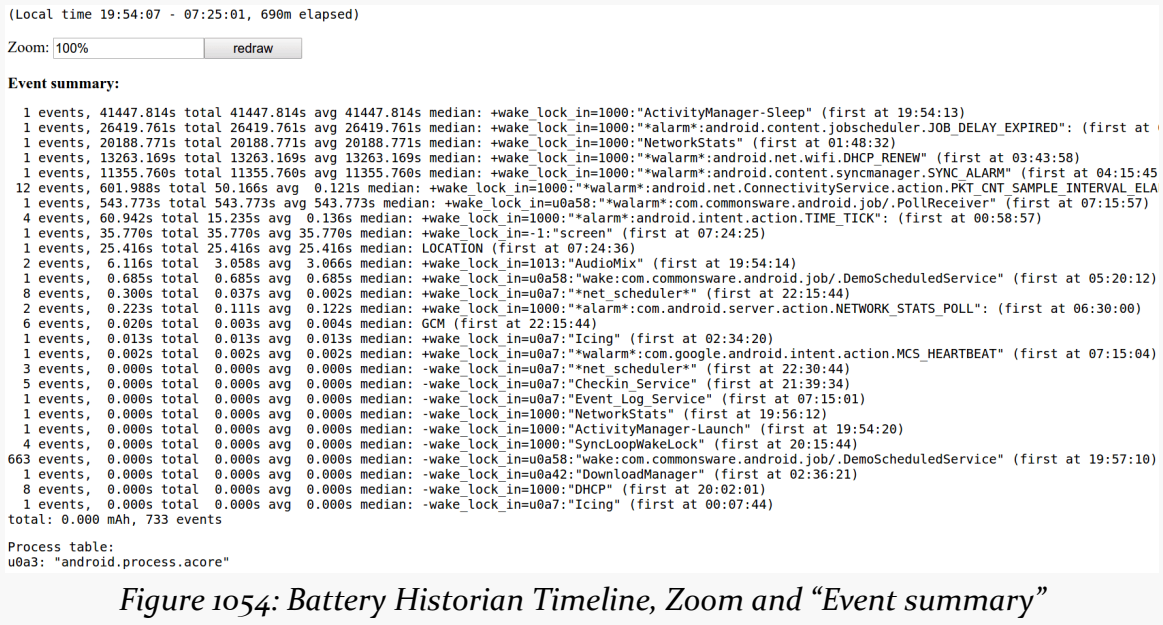 (Local time 19:54:07 - 07:25:01, 690m elapsed)
Zoom: 100% redraw
Event summary:
1 events, 41447.814s total 41447.814s avg 41447.814s median: +wake_lock_in=1000:"ActivityManager-Sleep" (first at 19:54:13)
1 events, 26419.761s total 26419.761s avg 26419.761s median: +wake_lock_in=1000:"*alarm*:android.content.jobscheduler.JOB_DELAY_EXPIRED": (first at
1 events, 20188.771s total 20188.771s avg 20188.771s median: +wake_lock_in=1000:"NetworkStats" (first at 01:48:32)
1 events, 13263.169s total 13263.169s avg 13263.169s median: +wake_lock_in=1000:"*walarm*:android.net.wifi.DHCP_RENEW" (first at 03:43:58)
1 events, 11355.760s total 11355.760s avg 11355.760s median: +wake_lock_in=1000:"*walarm*:android.content.syncmanager.SYNC_ALARM" (first at 04:15:45
12 events, 601.988s total 50.166s avg 0.121s median: +wake_lock_in=1000:"*walarm*:android.net.ConnectivityService.action.PKT_CNT_SAMPLE_INTERVAL_ELA
1 events, 543.773s total 543.773s avg 543.773s median: +wake_lock_in=u0a58:"*walarm*:com.commonsware.android.job/.PollReceiver" (first at 07:15:57)
4 events, 60.942s total 15.235s avg 0.136s median: +wake_lock_in=1000:"*alarm*:android.intent.action.TIME_TICK": (first at 00:58:57)
1 events, 35.770s total 35.770s avg 35.770s median: +wake_lock_in=-1:"screen" (first at 07:24:25)
1 events, 25.416s total 25.416s avg 25.416s median: LOCATION (first at 07:24:36)
2 events, 6.116s total 3.058s avg 3.066s median: +wake_lock_in=1013:"AudioMix" (first at 19:54:14)
1 events, 0.685s total 0.685s avg 0.685s median: +wake_lock_in=u0a58:"wake:com.commonsware.android.job/.DemoScheduledService" (first at 05:20:12)
8 events, 0.300s total 0.037s avg 0.002s median: +wake_lock_in=u0a7:"*net_scheduler*" (first at 22:15:44)
2 events, 0.223s total 0.111s avg 0.122s median: +wake_lock_in=1000:"*alarm*:com.android.server.action.NETWORK_STATS_POLL": (first at 06:30:00)
6 events, 0.020s total 0.003s avg 0.004s median: GCM (first at 22:15:44)
1 events, 0.013s total 0.013s avg 0.013s median: +wake_lock_in=u0a7:"Icing" (first at 02:34:20)
1 events, 0.002s total 0.002s avg 0.002s median: +wake_lock_in=u0a7:"*walarm*:com.google.android.intent.action.MCS_HEARTBEAT" (first at 07:15:04)
3 events, 0.000s total 0.000s avg 0.000s median: -wake_lock_in=u0a7:"*net_scheduler*" (first at 22:30:44)
5 events, 0.000s total 0.000s avg 0.000s median: -wake_lock_in=u0a7:"Checkin_Service" (first at 21:39:34)
1 events, 0.000s total 0.000s avg 0.000s median: -wake_lock_in=u0a7:"Event_Log_Service" (first at 07:15:01)
1 events, 0.000s total 0.000s avg 0.000s median: -wake_lock_in=1000:"NetworkStats" (first at 19:56:12)
1 events, 0.000s total 0.000s avg 0.000s median: -wake_lock_in=1000:"ActivityManager-Launch" (first at 19:54:20)
4 events, 0.000s total 0.000s avg 0.000s median: -wake_lock_in=1000:"SyncLoopWakeLock" (first at 20:15:44)
663 events, 0.000s total 0.000s avg 0.000s median: -wake_lock_in=u0a58:"wake:com.commonsware.android.job/.DemoScheduledService" (first at 19:57:10)
1 events, 0.000s total 0.000s avg 0.000s median: -wake_lock_in=u0a42:"DownloadManager" (first at 02:36:21)
8 events, 0.000s total 0.000s avg 0.000s median: -wake_lock_in=1000:"DHCP" (first at 20:02:01)
1 events, 0.000s total 0.000s avg 0.000s median: -wake_lock_in=u0a7:"Icing" (first at 00:07:44)
total: 0.000 mAh, 733 events
Process table:
u0a3: "android.process.acore"
Figure 1054: Battery Historian Timeline, Zoom and “Event summary”